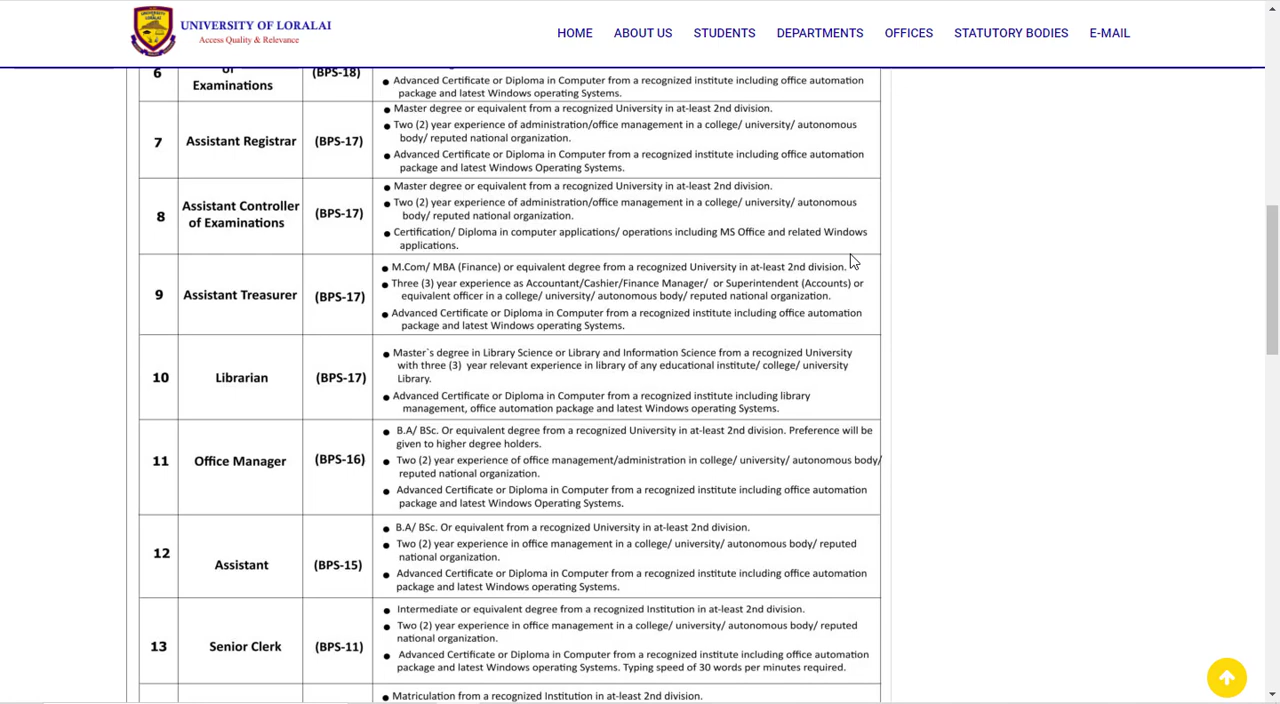 UNIVERSITY OF LORALAI
Access Quality & Relevance
HOME ABOUT US STUDENTS DEPARTMENTS OFFICES STATUTORY BODIES E-MAIL
6
of
Examinations
(BPS-18)
● Advanced Certificate or Diploma in Computer from a recognized institute including office automation
package and latest Windows operating Systems.
7
Assistant Registrar
(BPS-17)
● Master degree or equivalent from a recognized University in at-least 2nd division.
● Two (2) year experience of administration/office management in a college/ university/ autonomous
body/ reputed national organization.
● Advanced Certificate or Diploma in Computer from a recognized institute including office automation
package and latest Windows Operating Systems.
8
Assistant Controller
of Examinations
(BPS-17)
● Master degree or equivalent from a recognized University in at-least 2nd division.
● Two (2) year experience of administration/office management in a college/ university/ autonomous
body/ reputed national organization.
● Certification/ Diploma in computer applications/ operations including MS Office and related Windows
applications.
9
Assistant Treasurer
(BPS-17)
● M.Com/ MBA (Finance) or equivalent degree from a recognized University in at-least 2nd division.
● Three (3) year experience as Accountant/Cashier/Finance Manager/ or Superintendent (Accounts) or
equivalent officer in a college/ university/ autonomous body/ reputed national organization.
● Advanced Certificate or Diploma in Computer from a recognized institute including office automation
package and latest Windows operating Systems.
10
Librarian
(BPS-17)
● Master`s degree in Library Science or Library and Information Science from a recognized University
with three (3) year relevant experience in library of any educational institute/ college/ university
Library.
● Advanced Certificate or Diploma in Computer from a recognized institute including library
management, office automation package and latest Windows operating Systems.
11
Office Manager
(BPS-16)
● B.A/ BSc. Or equivalent degree from a recognized University in at-least 2nd division. Preference will be
given to higher degree holders.
● Two (2) year experience of office management/administration in college/ university/ autonomous body/
reputed national organization.
● Advanced Certificate or Diploma in Computer from a recognized institute including office automation
package and latest Windows Operating Systems.
12
Assistant
(BPS-15)
● B.A/ BSc. Or equivalent from a recognized University in at-least 2nd division.
● Two (2) year experience in office management in a college/ university/ autonomous body/ reputed
national organization.
● Advanced Certificate or Diploma in Computer from a recognized institute including office automation
package and latest Windows operating Systems.
13
Senior Clerk
(BPS-11)
● Intermediate or equivalent degree from a recognized Institution in at-least 2nd division.
● Two (2) year experience in office management in a college/ university/ autonomous body/ reputed
national organization.
● Advanced Certificate or Diploma in Computer from a recognized institute including office automation
package and latest Windows operating Systems. Typing speed of 30 words per minutes required.
● Matriculation from a recognized Institution in at-least 2nd division.